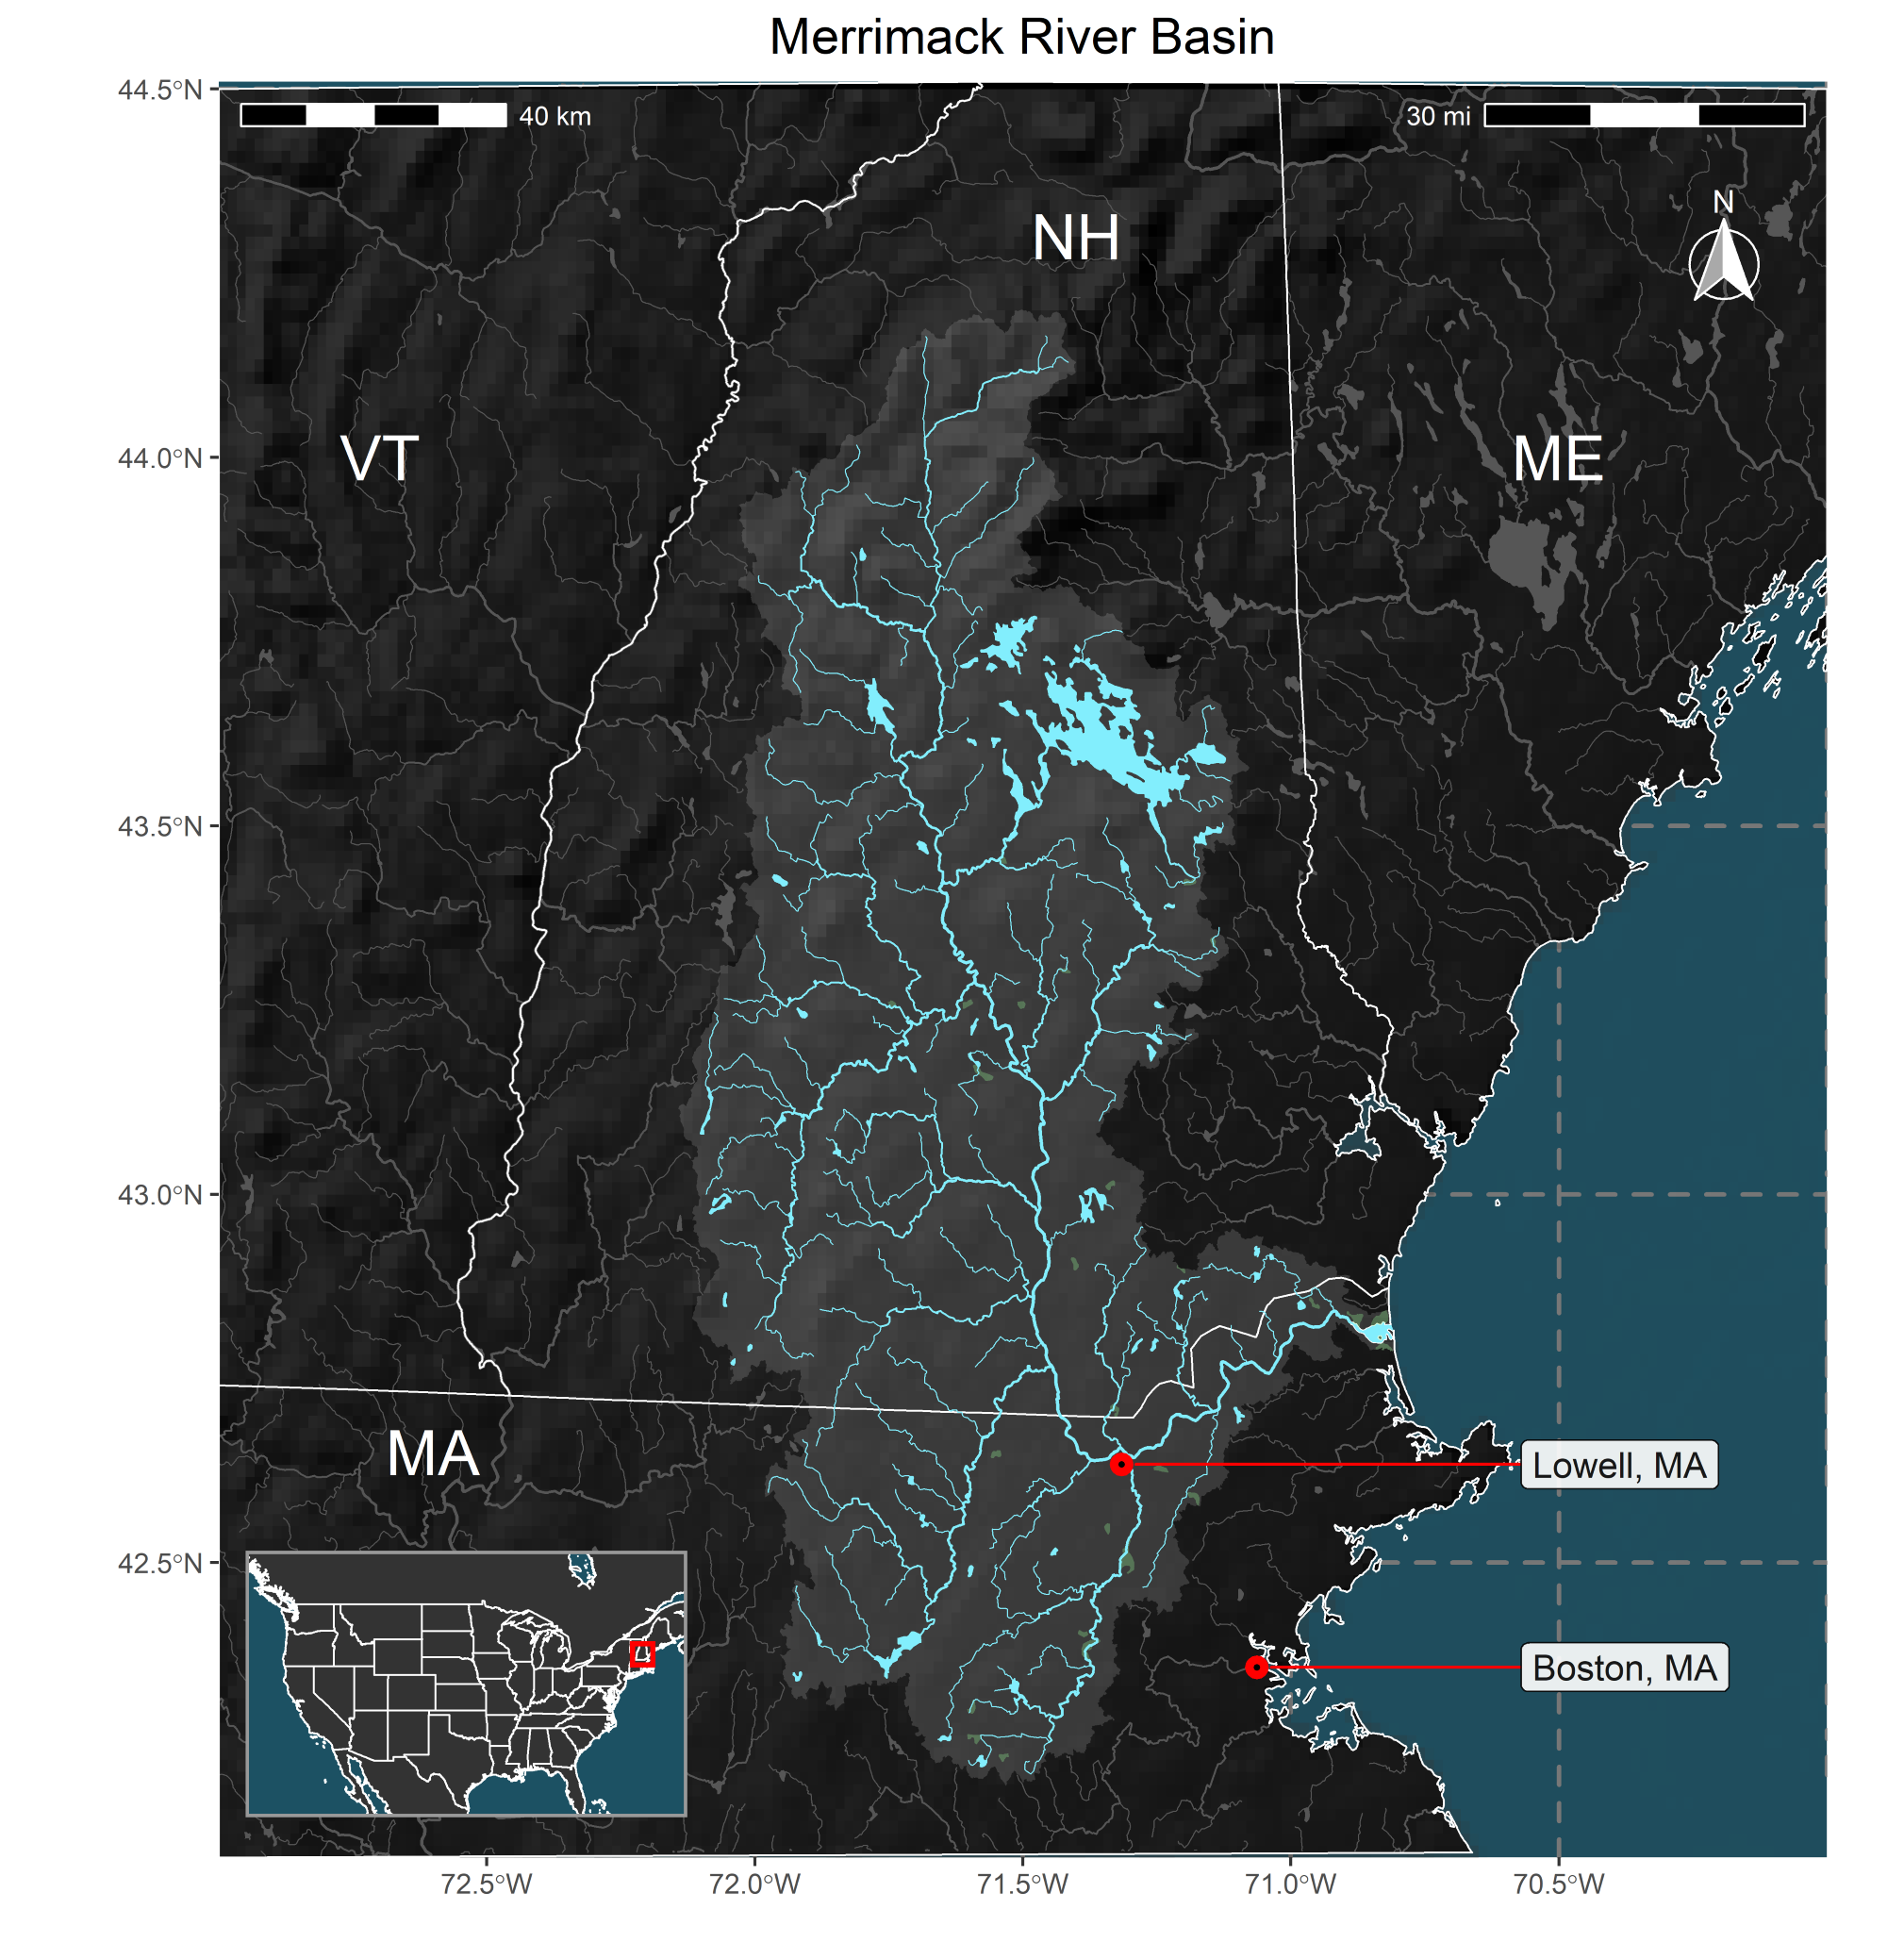 Merrimack River Basin
44.5°N
40 km
30 mi
N
NH
VT
44.0°N
ME
43.5°N
43.0°N
MA
Lowell, MA
42.5°N
Boston, MA
72.5°W
72.0°W
71.5°W
71.0°W
70.5°W